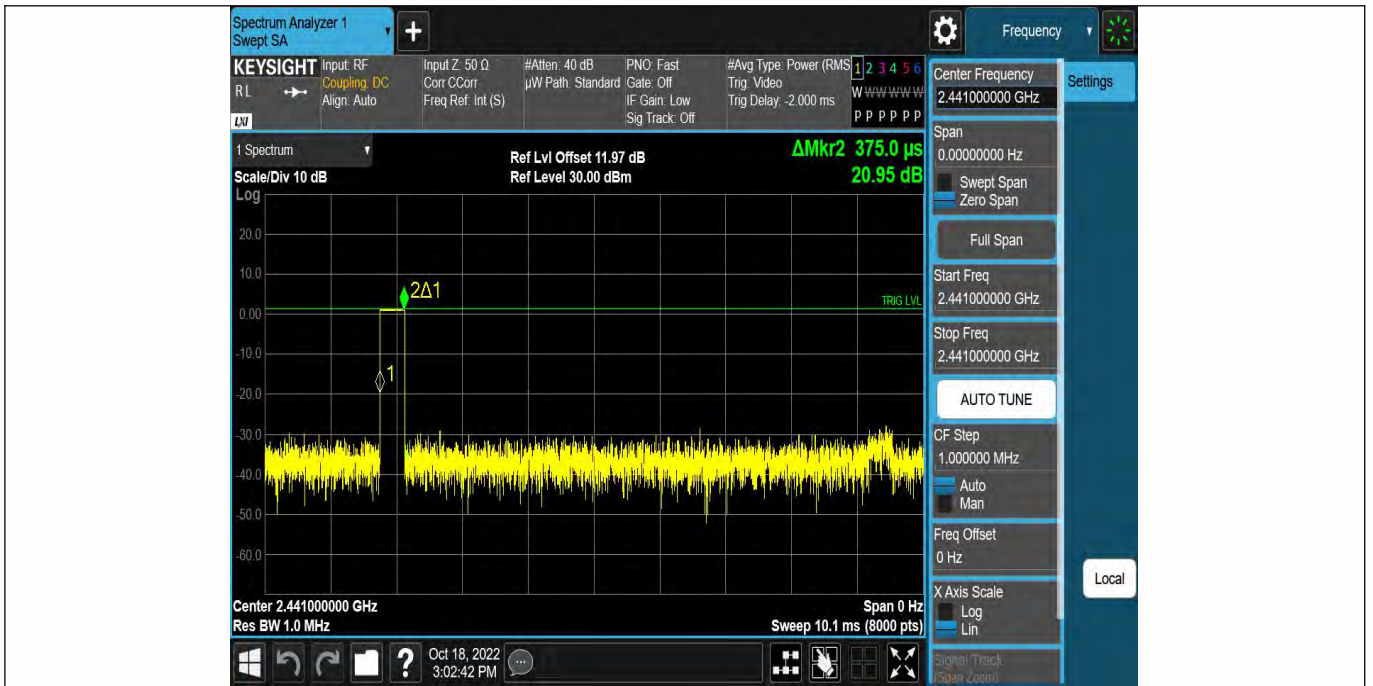 Spectrum Analyzer 1
Swept SA
Frequency
KEYSIGHT
RL
LXI
Input: RF
Coupling: DC
Align: Auto
Input Z: 50 Ω
Corr CCorr
Freq Ref: Int (S)
#Atten: 40 dB
µW Path: Standard
PNO: Fast
Gate: Off
IF Gain: Low
Sig Track: Off
#Avg Type: Power (RMS
Trig: Video
Trig Delay: -2.000 ms
1 2 3 4 5 6
W W W W W W
P P P P P P
1 Spectrum
Scale/Div 10 dB
Log
Ref Lvl Offset 11.97 dB
Ref Level 30.00 dBm
ΔMkr2 375.0 µs
20.95 dB
20.0
10.0
0.00
-10.0
-20.0
-30.0
-40.0
-50.0
-60.0
2Δ1
1
TRIG LVL
Center 2.441000000 GHz
Res BW 1.0 MHz
Span 0 Hz
Sweep 10.1 ms (8000 pts)
Center Frequency
2.441000000 GHz
Settings
Span
0.00000000 Hz
Swept Span
Zero Span
Full Span
Start Freq
2.441000000 GHz
Stop Freq
2.441000000 GHz
AUTO TUNE
CF Step
1.000000 MHz
Auto
Man
Freq Offset
0 Hz
X Axis Scale
Log
Lin
Signal Track
(Span Zoom)
Local
?
Oct 18, 2022
3:02:42 PM